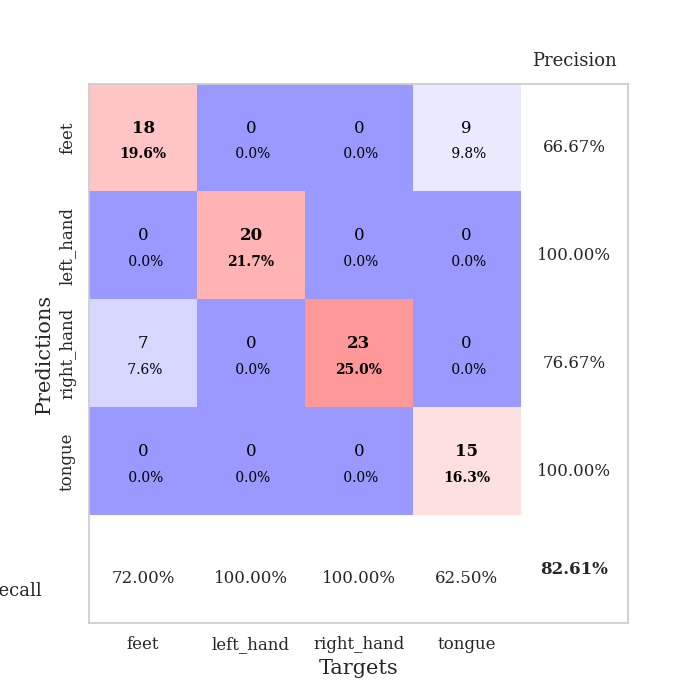 Precision
feet
18 0 0 9 66.67%
19.6% 0.0% 0.0% 9.8%
left_hand
0 20 0 0 100.00%
0.0% 21.7% 0.0% 0.0%
Predictions
right_hand
7 0 23 0 76.67%
7.6% 0.0% 25.0% 0.0%
tongue
0 0 0 15 100.00%
0.0% 0.0% 0.0% 16.3%
ecall
72.00% 100.00% 100.00% 62.50% 82.61%
feet left_hand right_hand tongue
Targets